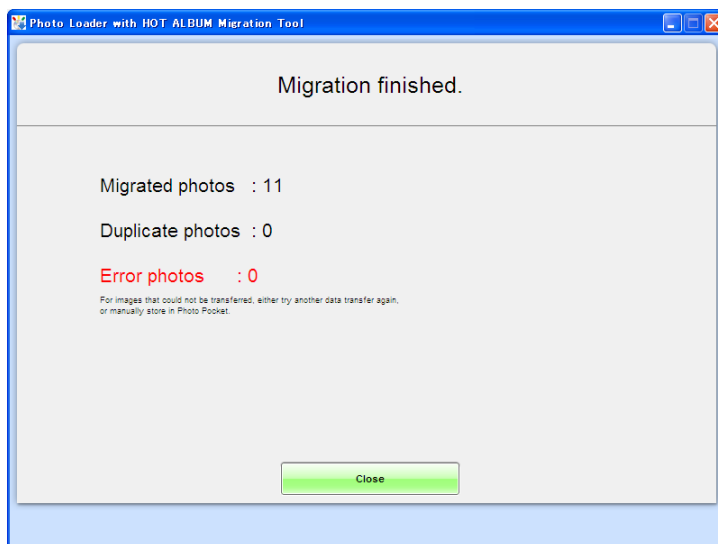 Photo Loader with HOT ALBUM Migration Tool
Migration finished.
Migrated photos : 11
Duplicate photos : 0
Error photos : 0
For images that could not be transferred, either try another data transfer again,
or manually store in Photo Pocket.
Close